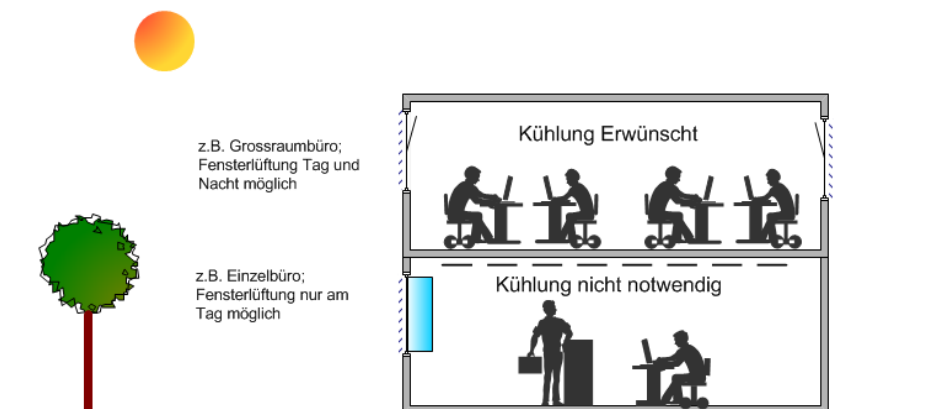 Kühlung Erwünscht
z.B. Grossraumbüro;
Fensterlüftung Tag und
Nacht möglich
z.B. Einzelbüro;
Fensterlüftung nur am
Tag möglich
Kühlung nicht notwendig